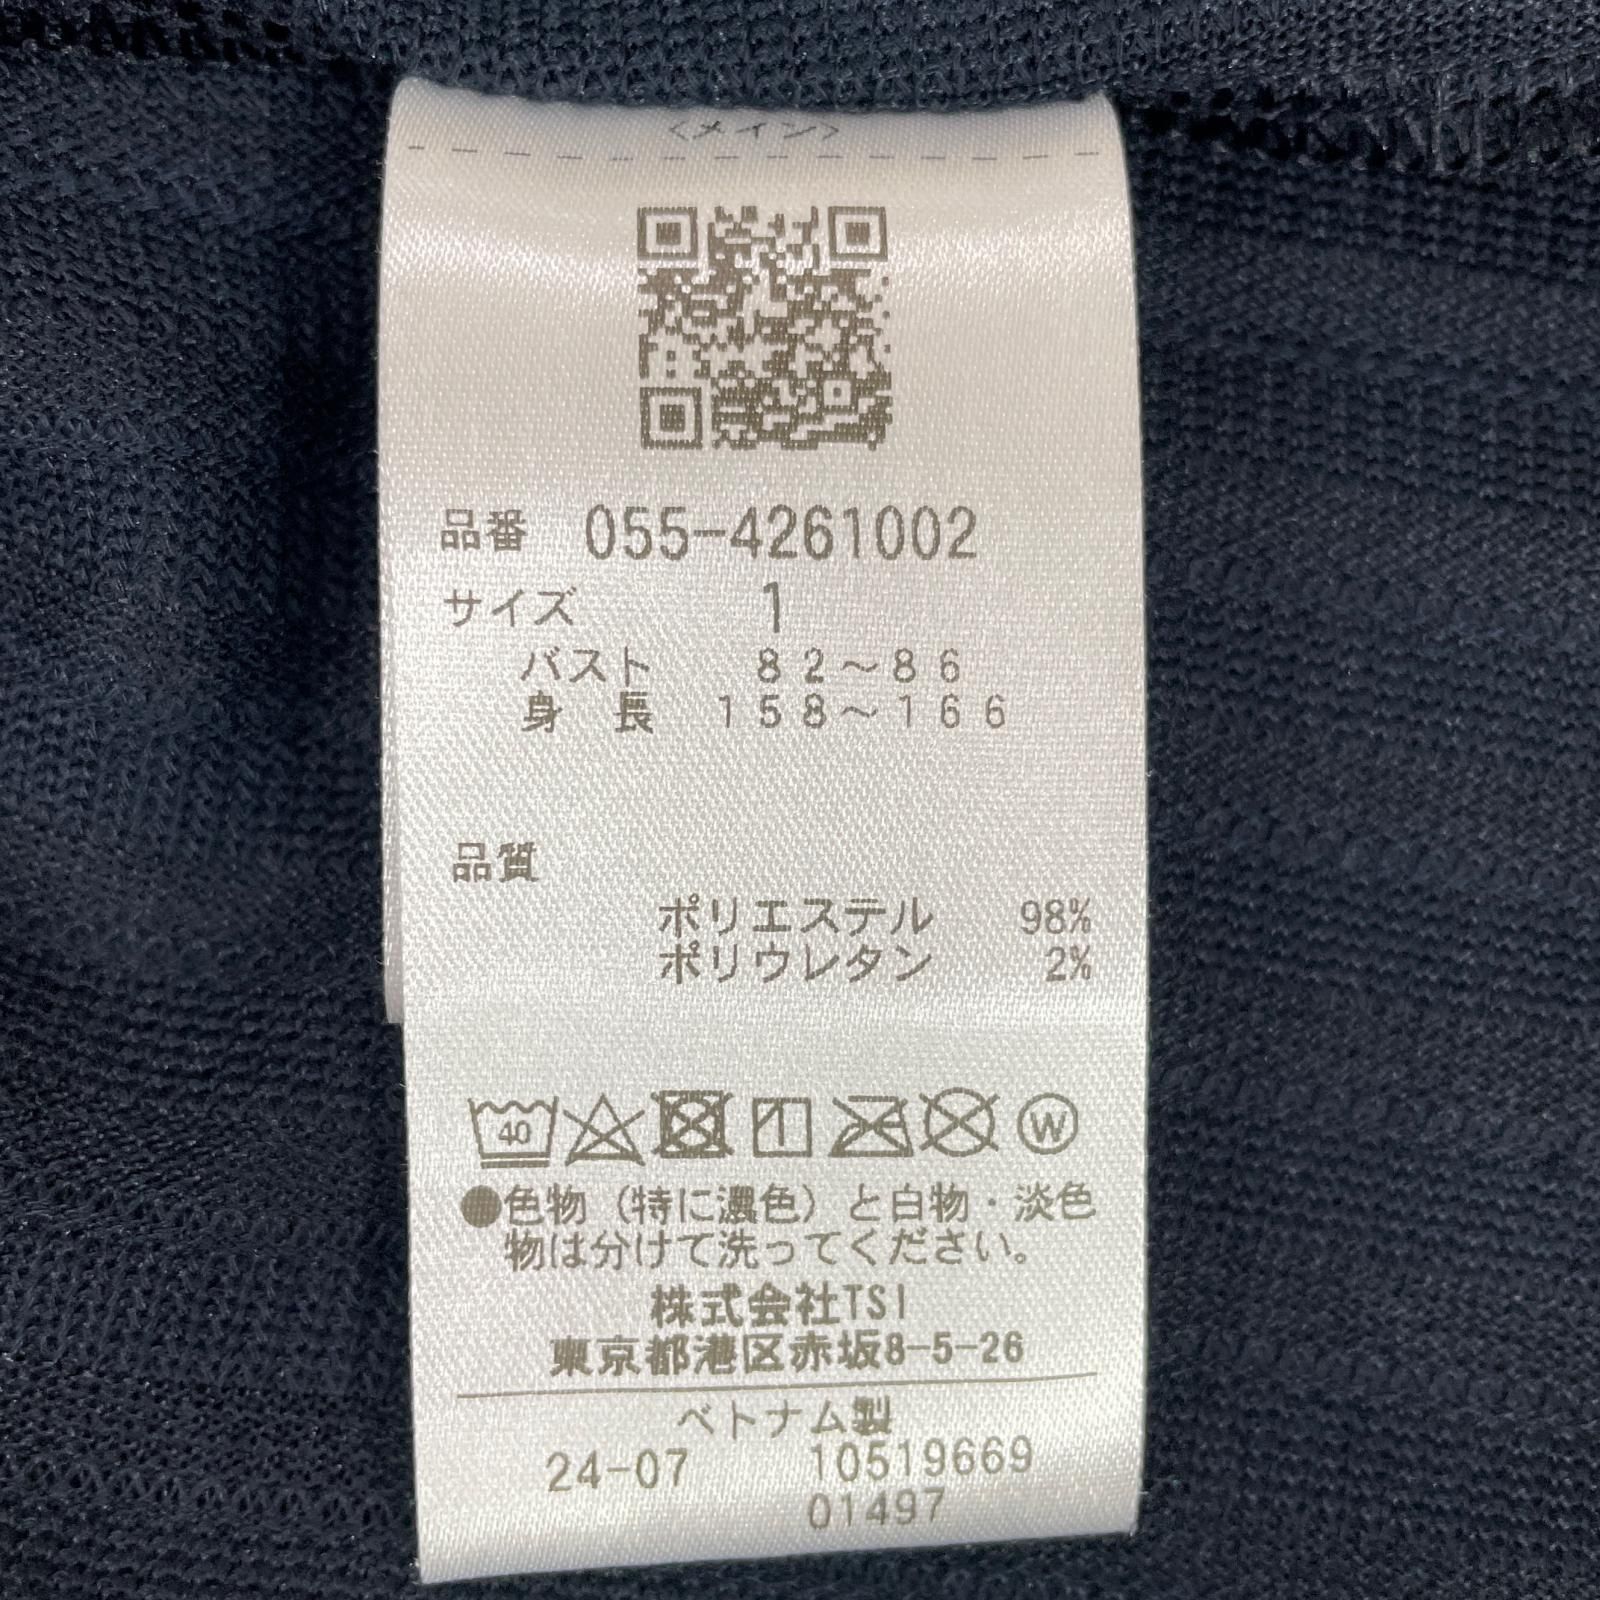 <メイン>
品番 055-4261002
サイズ 1
バスト 82～86
身 長 158～166
品質
ポリエステル 98%
ポリウレタン 2%
40 W
●色物（特に濃色）と白物・淡色
物は分けて洗ってください。
株式会社TSI
東京都港区赤坂8-5-26
ベトナム製
24-07 10519669
01497